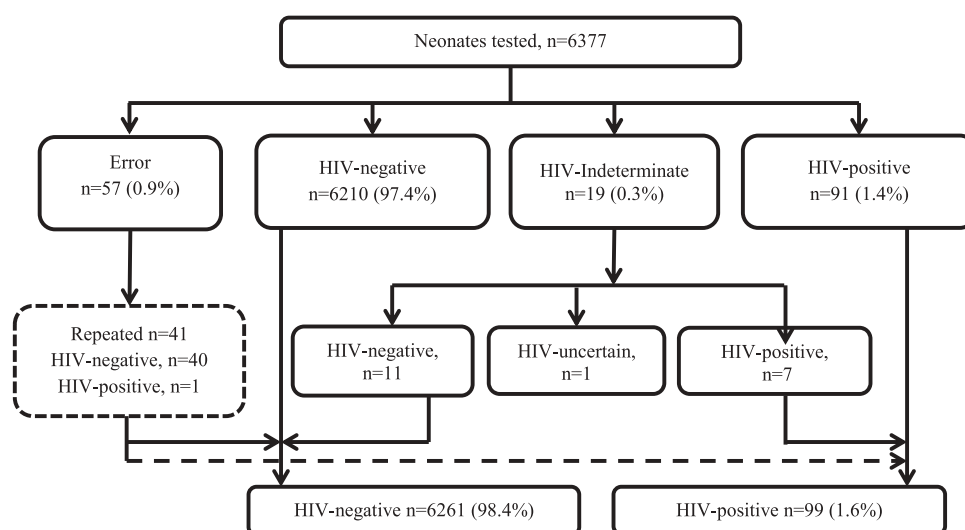 Neonates tested, n=6377
Error
n=57 (0.9%)
HIV-negative
n=6210 (97.4%)
HIV-Indeterminate
n=19 (0.3%)
HIV-positive
n=91 (1.4%)
Repeated n=41
HIV-negative, n=40
HIV-positive, n=1
HIV-negative,
n=11
HIV-uncertain,
n=1
HIV-positive,
n=7
HIV-negative n=6261 (98.4%)
HIV-positive n=99 (1.6%)